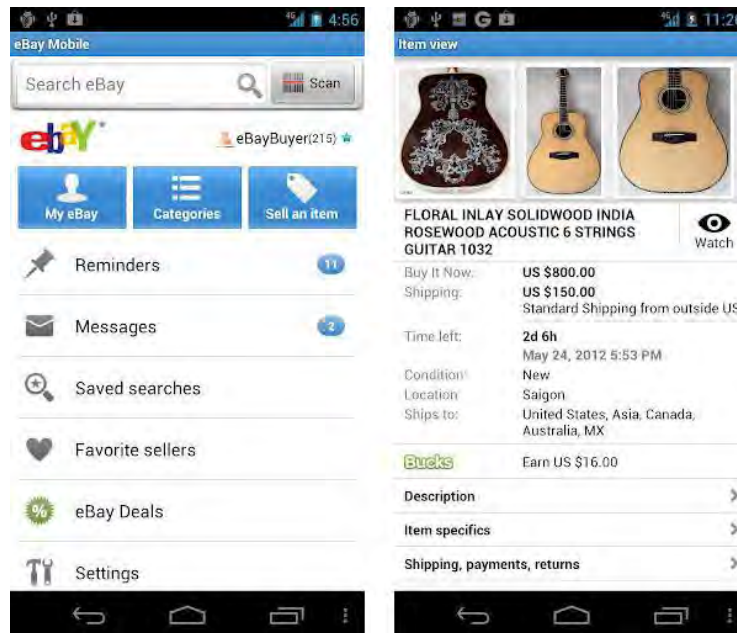 4:56
eBay Mobile
Search eBay
Scan
ebaY
eBayBuyer(215)
My eBay
Categories
Sell an item
Reminders
11
Messages
2
Saved searches
Favorite sellers
%
eBay Deals
Settings
11:20
Item view
FLORAL INLAY SOLIDWOOD INDIA
ROSEWOOD ACOUSTIC 6 STRINGS
GUITAR 1032
Watch
Buy It Now: US $800.00
Shipping: US $150.00
Standard Shipping from outside US
Time left: 2d 6h
May 24, 2012 5:53 PM
Condition: New
Location Saigon
Ships to: United States, Asia, Canada,
Australia, MX
Bucks Earn US $16.00
Description
Item specifics
Shipping, payments, returns